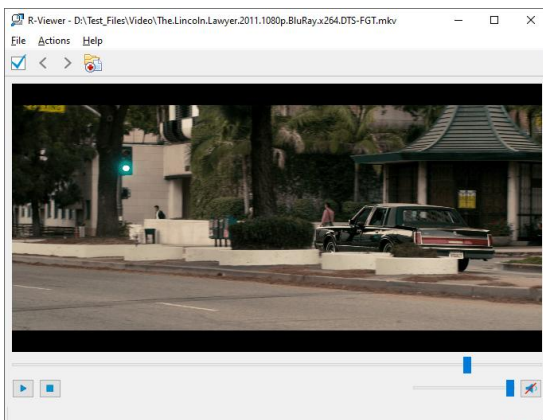 R-Viewer - D:\Test_Files\Video\The.Lincoln.Lawyer.2011.1080p.BluRay.x264.DTS-FGT.mkv
File Actions Help